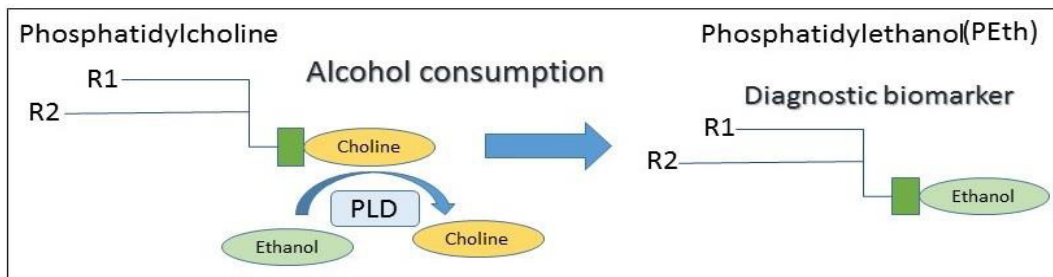 Phosphatidylcholine
R1
R2
Choline
Ethanol
PLD
Choline
Alcohol consumption
Phosphatidylethanol(PEth)
Diagnostic biomarker
R1
R2
Ethanol